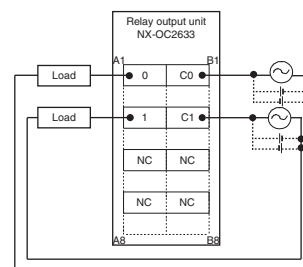 Relay output unit
NX-OC2633
A1 B1
Load 0 C0
Load 1 C1
NC NC
NC NC
A8 B8